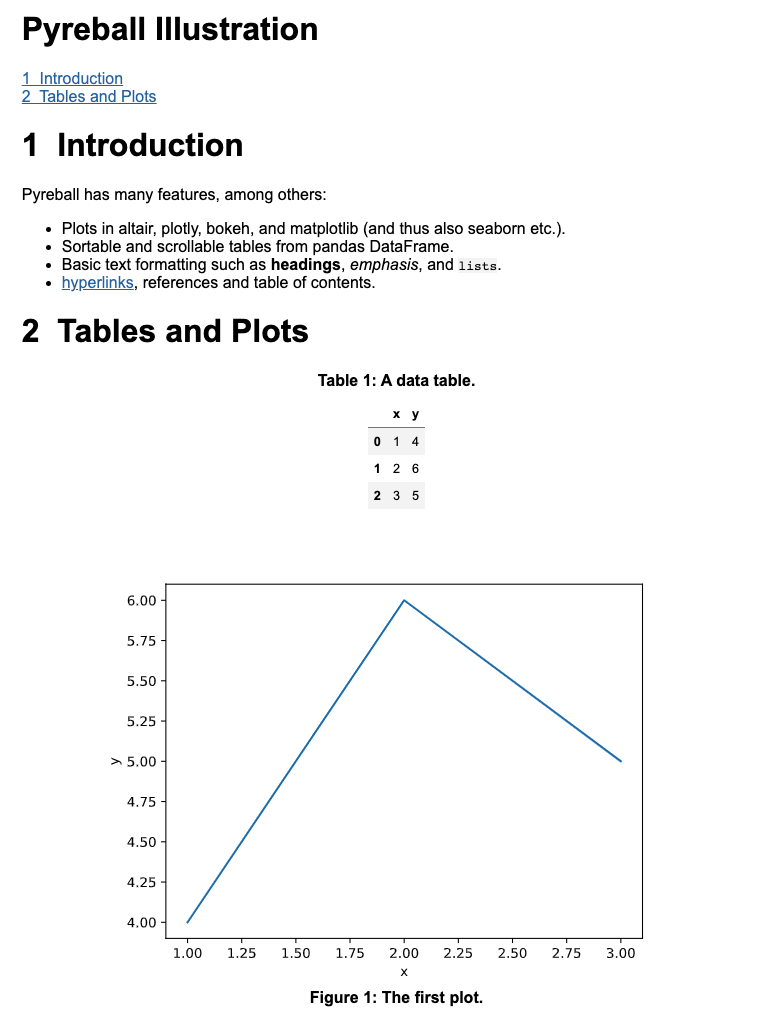 Pyreball Illustration
1 Introduction
2 Tables and Plots
1 Introduction
Pyreball has many features, among others:
• Plots in altair, plotly, bokeh, and matplotlib (and thus also seaborn etc.).
• Sortable and scrollable tables from pandas DataFrame.
• Basic text formatting such as headings, emphasis, and lists.
• hyperlinks, references and table of contents.
2 Tables and Plots
Table 1: A data table.
x y
0 1 4
1 2 6
2 3 5
6.00
5.75
5.50
5.25
y
5.00
4.75
4.50
4.25
4.00
1.00 1.25 1.50 1.75 2.00 2.25 2.50 2.75 3.00
x
Figure 1: The first plot.